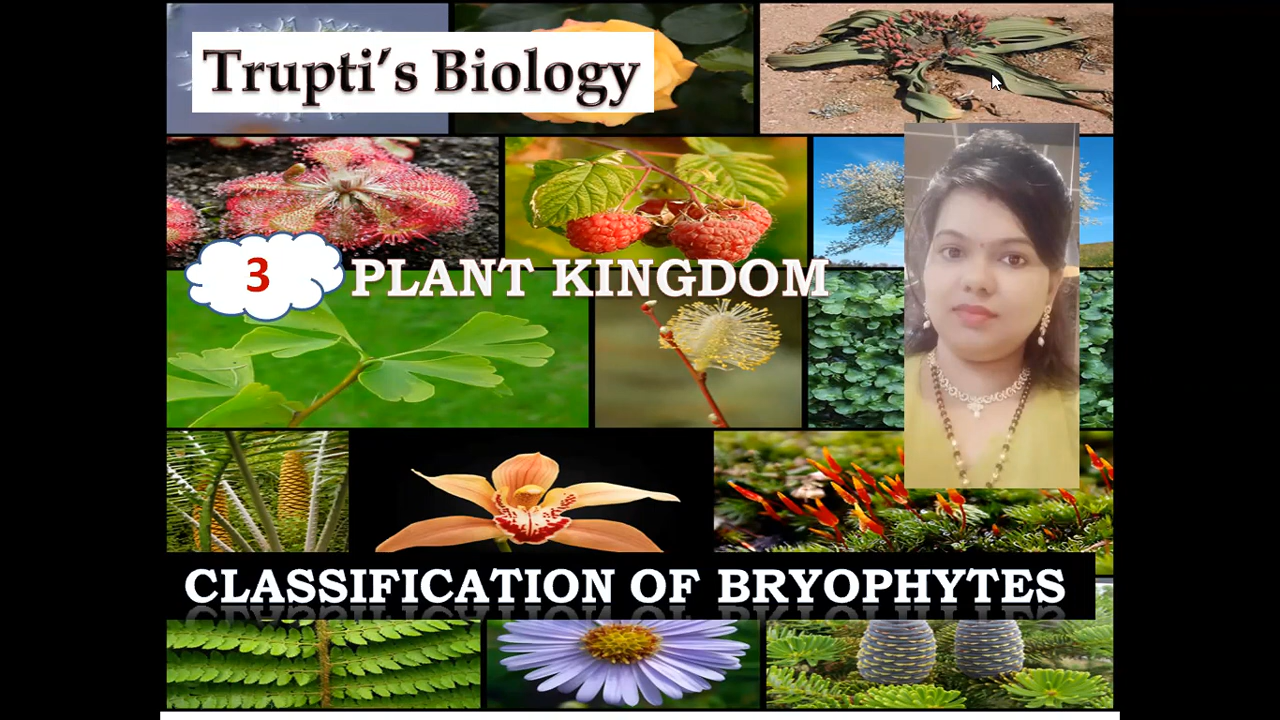 Trupti’s Biology
3 PLANT KINGDOM
CLASSIFICATION OF BRYOPHYTES